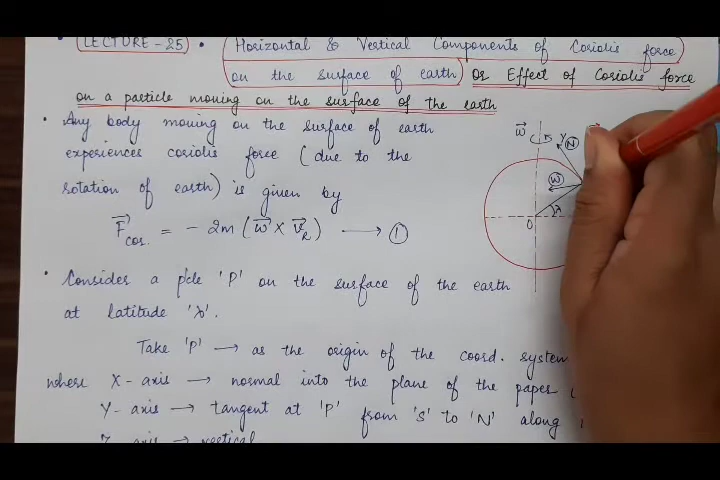 • LECTURE - 25 • Horizontal & Vertical Components of Coriolis force
on the surface of earth Or Effect of Coriolis force
on a particle moving on the surface of the earth
• Any body moving on the surface of earth
experiences coriolis force (due to the
rotation of earth) is given by
F⃗cor. = - 2m (ω⃗ × v⃗R) → ①
• Consider a p'cle 'P' on the surface of the earth
at latitude 'λ'.
Take 'P' → as the origin of the coord. system
where X-axis → normal into the plane of the paper (
Y-axis → tangent at 'P' from 'S' to 'N' along
Z-axis → vertical
ω⃗
Y N
W
λ
O